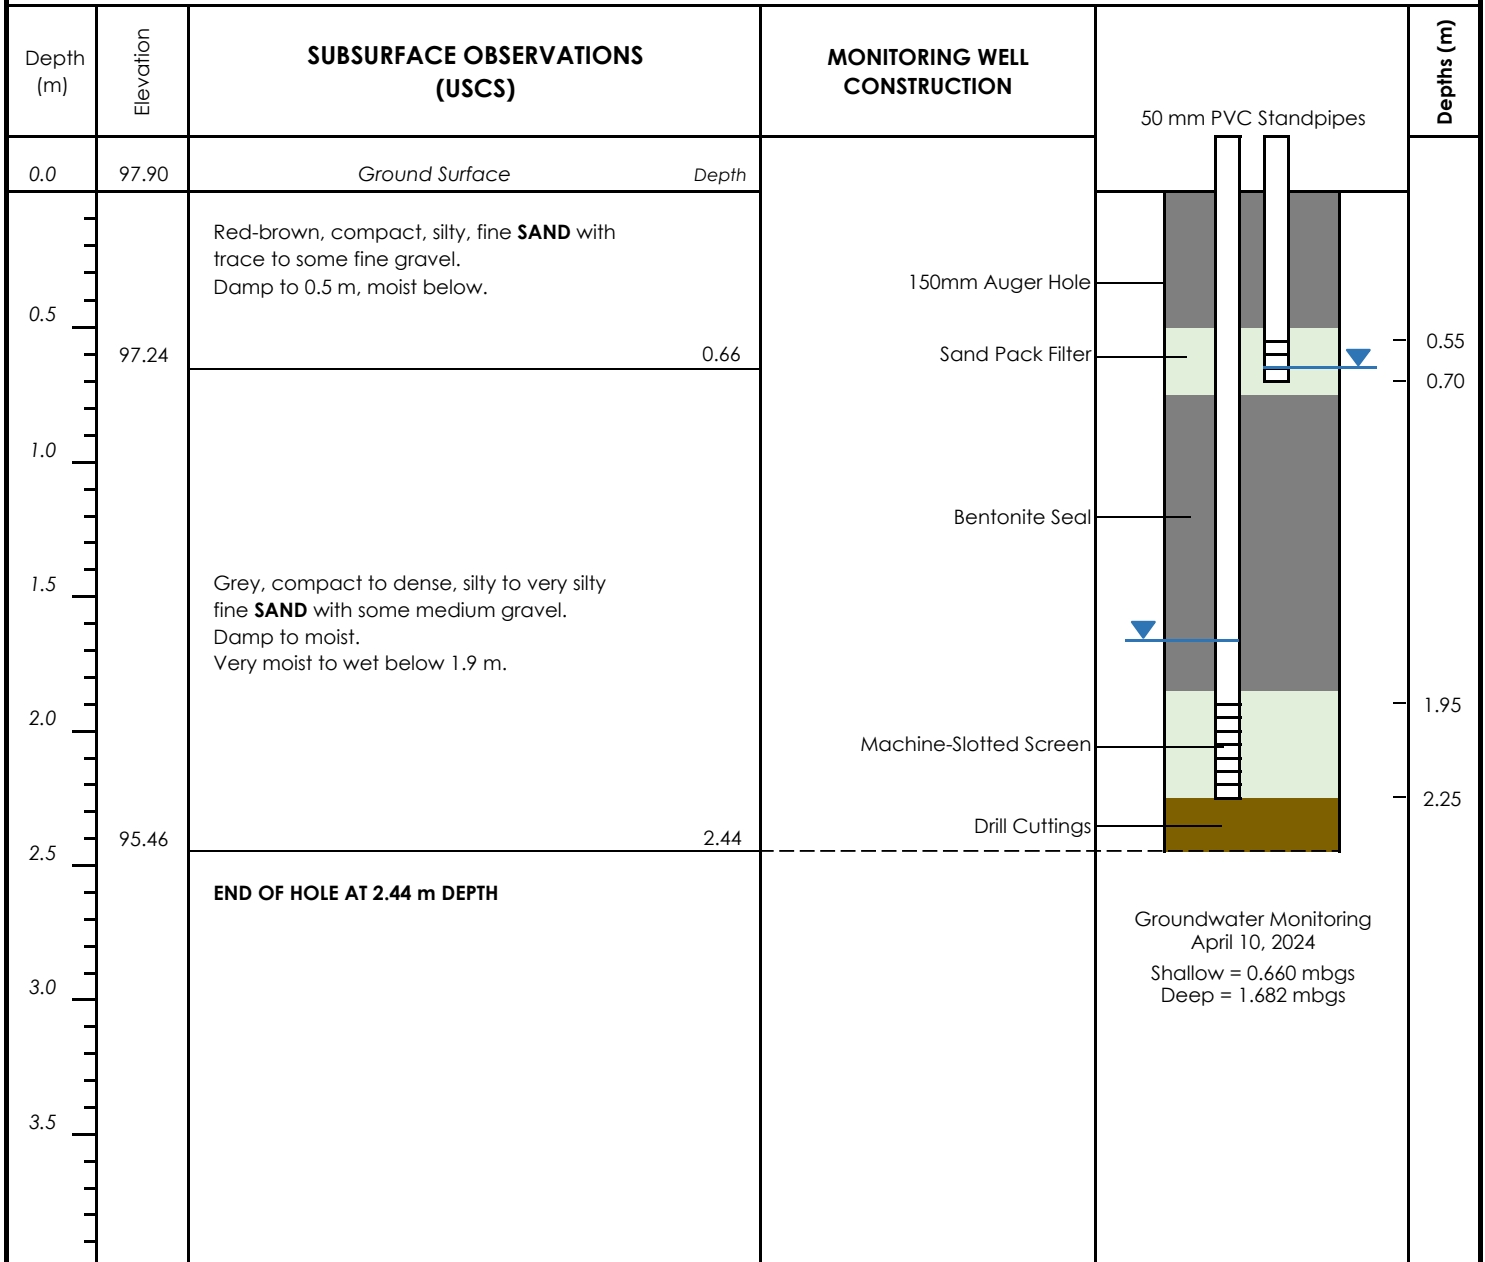 Depth
(m)
Elevation
SUBSURFACE OBSERVATIONS
(USCS)
MONITORING WELL
CONSTRUCTION
50 mm PVC Standpipes
Depths (m)
0.0
97.90
Ground Surface
Depth
Red-brown, compact, silty, fine SAND with
trace to some fine gravel.
Damp to 0.5 m, moist below.
150mm Auger Hole
0.5
0.55
97.24
0.66
Sand Pack Filter
0.70
1.0
Bentonite Seal
1.5
Grey, compact to dense, silty to very silty
fine SAND with some medium gravel.
Damp to moist.
Very moist to wet below 1.9 m.
1.95
2.0
Machine-Slotted Screen
2.25
Drill Cuttings
95.46
2.44
2.5
END OF HOLE AT 2.44 m DEPTH
Groundwater Monitoring
April 10, 2024
Shallow = 0.660 mbgs
Deep = 1.682 mbgs
3.0
3.5